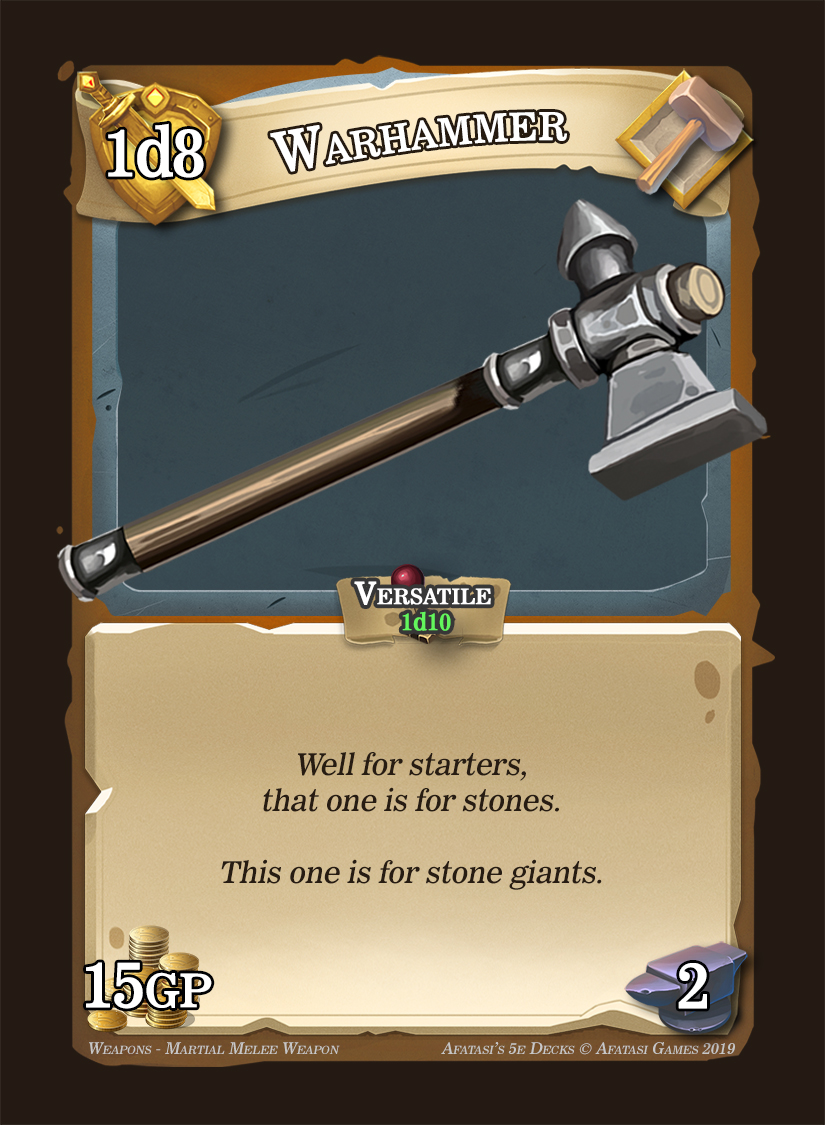 1d8
Warhammer
Versatile
1d10
Well for starters,
that one is for stones.
This one is for stone giants.
15GP
2
Weapons - Martial Melee Weapon
Afatasi's 5e Decks © Afatasi Games 2019